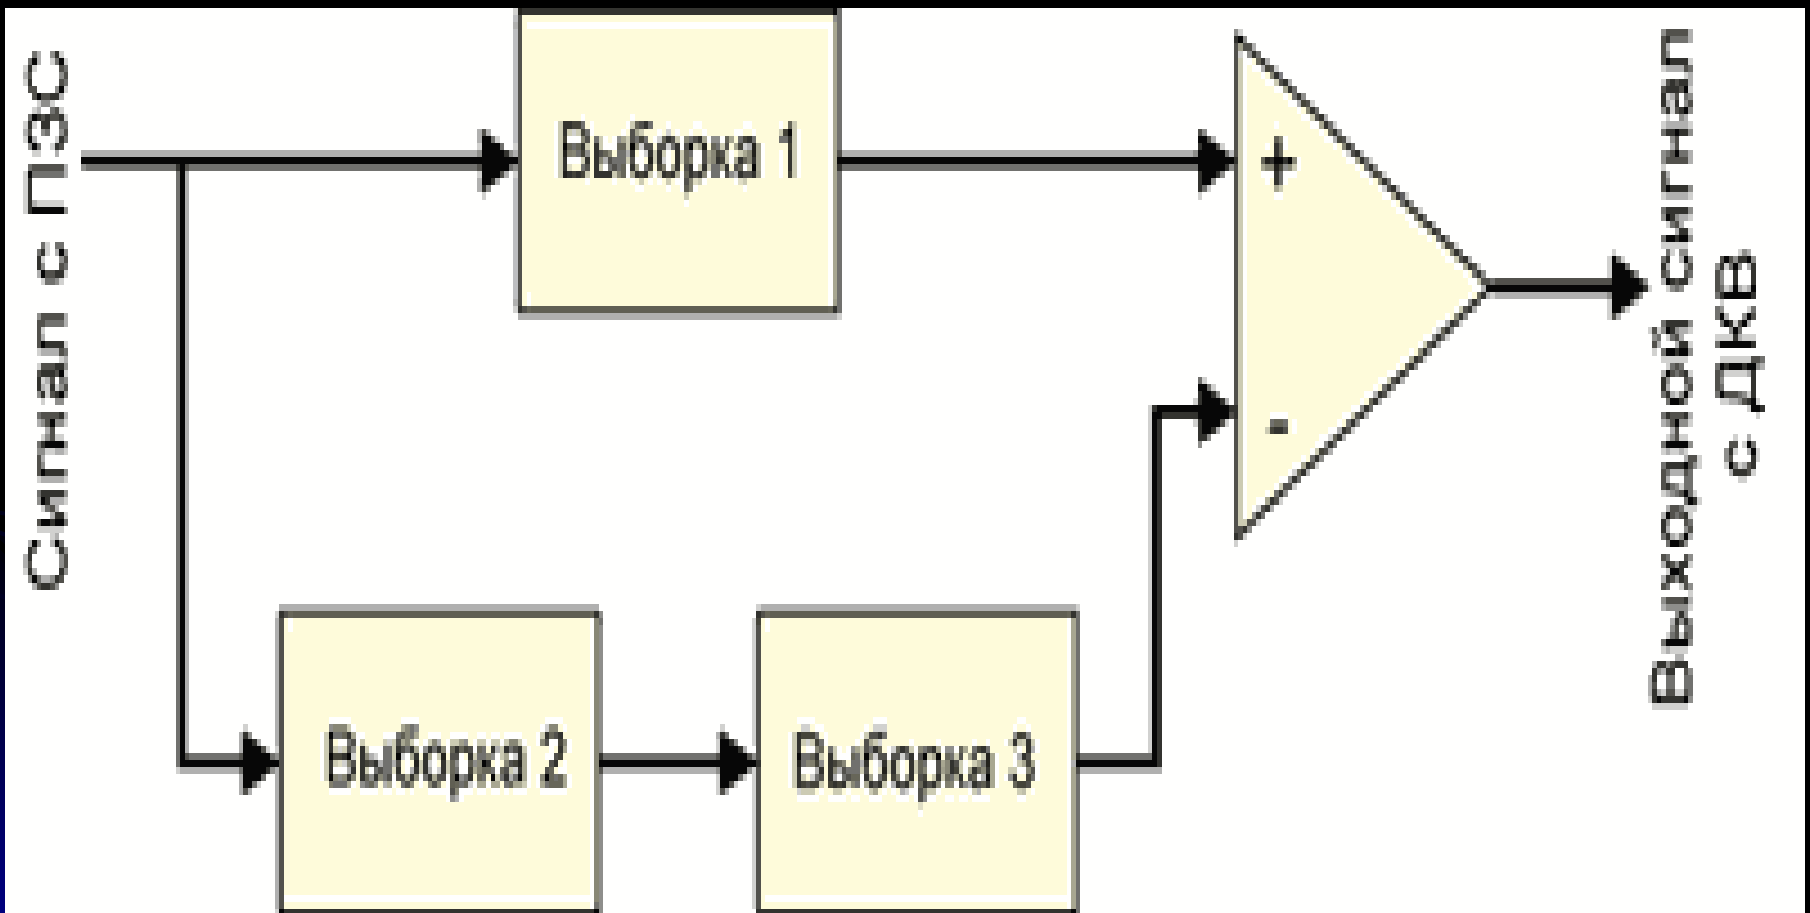 Сигнал с ПЗС
Выборка 1
+
-
Выборка 2
Выборка 3
Выходной сигнал
с ДКВ